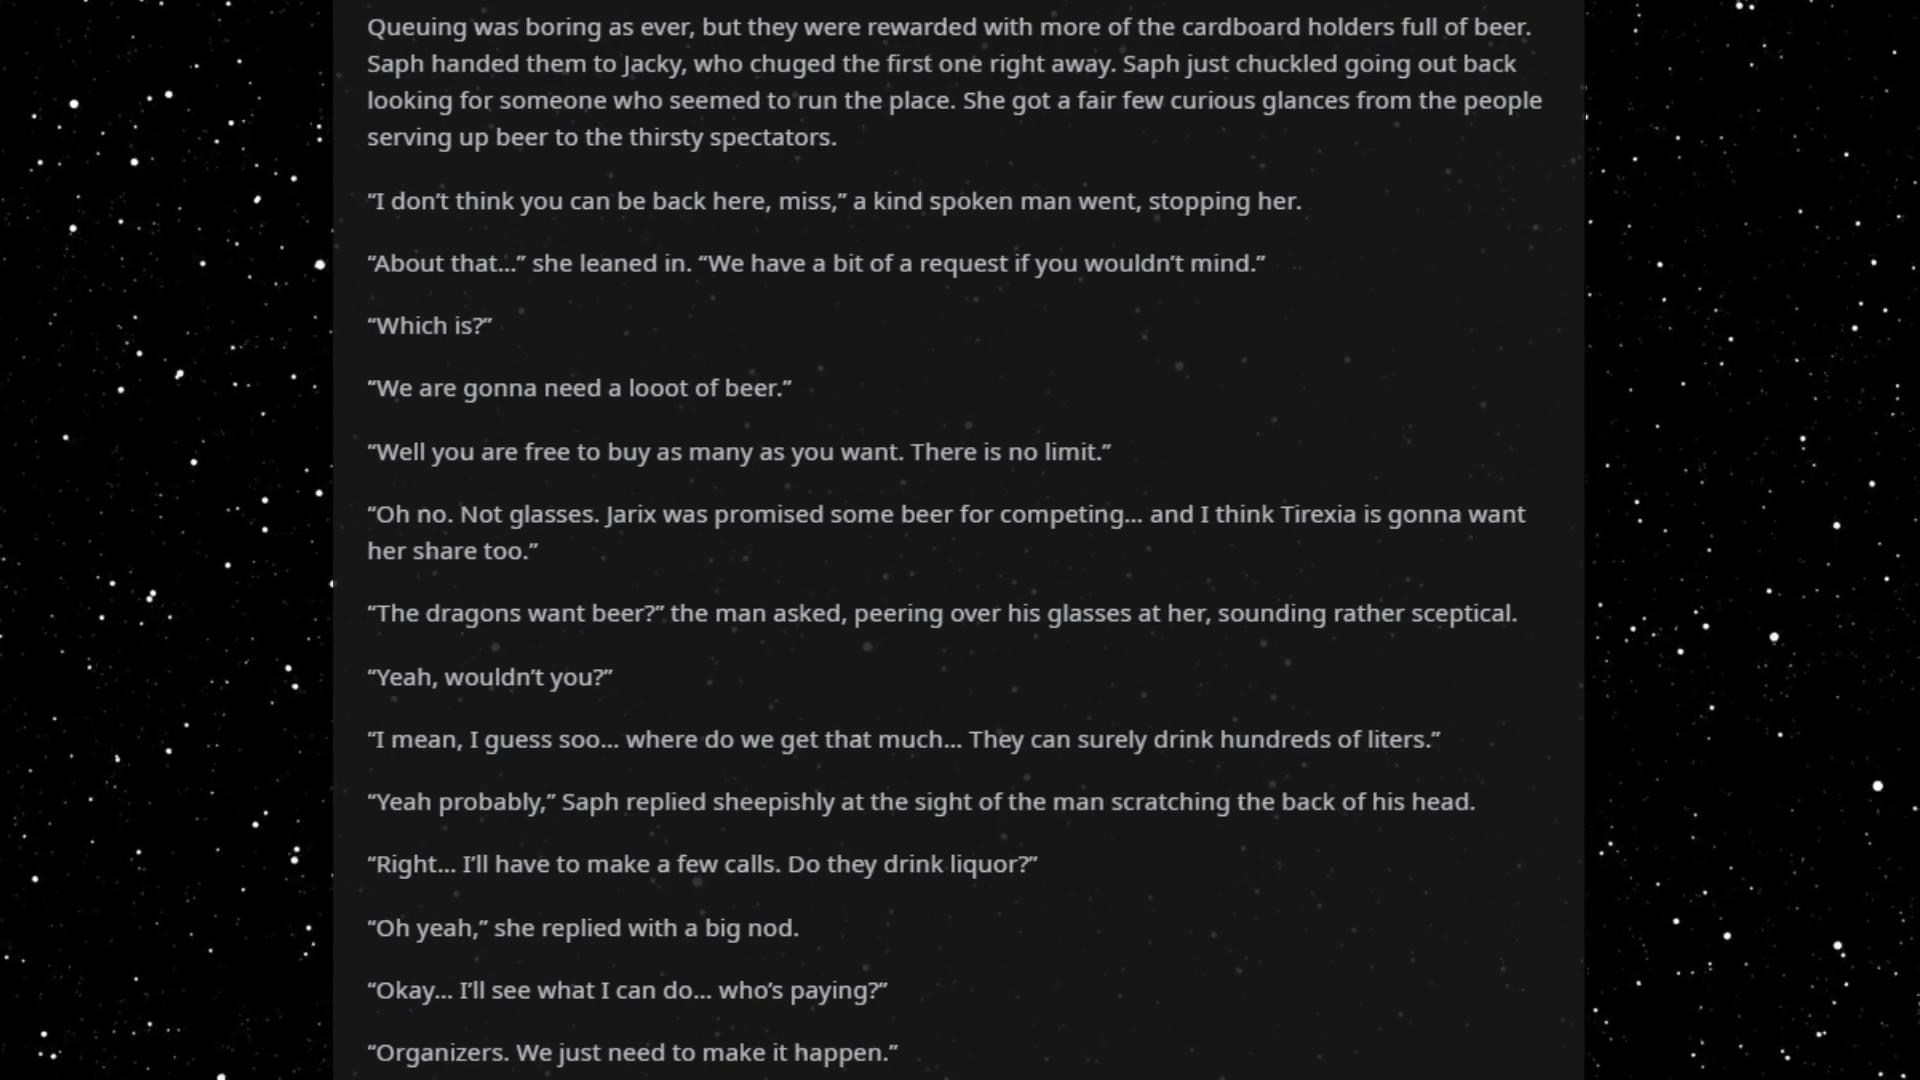 Queuing was boring as ever, but they were rewarded with more of the cardboard holders full of beer.
Saph handed them to Jacky, who chuged the first one right away. Saph just chuckled going out back
looking for someone who seemed to run the place. She got a fair few curious glances from the people
serving up beer to the thirsty spectators.
“I don’t think you can be back here, miss,” a kind spoken man went, stopping her.
“About that…” she leaned in. “We have a bit of a request if you wouldn’t mind.”
“Which is?”
“We are gonna need a looot of beer.”
“Well you are free to buy as many as you want. There is no limit.”
“Oh no. Not glasses. Jarix was promised some beer for competing… and I think Tirexia is gonna want
her share too.”
“The dragons want beer?” the man asked, peering over his glasses at her, sounding rather sceptical.
“Yeah, wouldn’t you?”
“I mean, I guess soo… where do we get that much… They can surely drink hundreds of liters.”
“Yeah probably,” Saph replied sheepishly at the sight of the man scratching the back of his head.
“Right… I’ll have to make a few calls. Do they drink liquor?”
“Oh yeah,” she replied with a big nod.
“Okay… I’ll see what I can do… who’s paying?”
“Organizers. We just need to make it happen.”